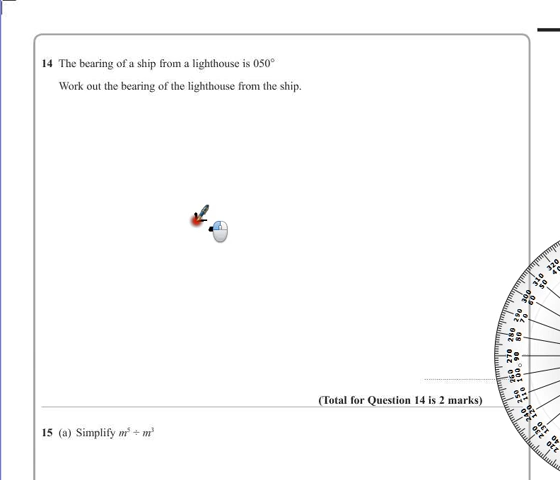 14 The bearing of a ship from a lighthouse is 050°
Work out the bearing of the lighthouse from the ship.
(Total for Question 14 is 2 marks)
15 (a) Simplify m⁵ ÷ m³